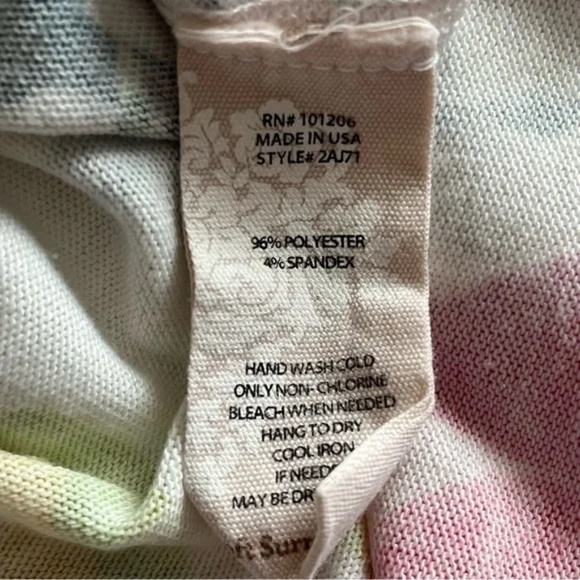 RN# 101206
MADE IN USA
STYLE# 2AJ71
96% POLYESTER
4% SPANDEX
HAND WASH COLD
ONLY NON-CHLORINE
BLEACH WHEN NEEDED
HANG TO DRY
COOL IRON
IF
MAY BE